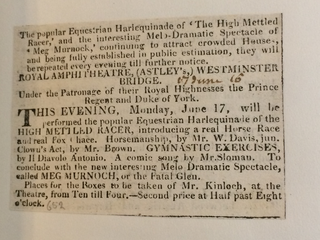 The popular Equestrian Harlequinade of 'The High Mettled
Racer,' and the interesting Melo Dramatic Spectacle of
'Meg Murnock,' continuing to attract crowded Houses,
and being fully established in public estimation, they will
be repeated every evening till further notice.
ROYAL AMPHITHEATRE, (ASTLEY's,) WESTMINSTER
BRIDGE.
Under the Patronage of their Royal Highnesses the Prince
Regent and Duke of York.
THIS EVENING, Monday, June 17, will be
performed the popular Equestrian Harlequinade of the
HIGH METTLED RACER, introducing a real Horse Race
and real Fox Chace. Horsemanship, by Mr. W. Davis, jun.
Clown's Act, by Mr. Brown. GYMNASTIC EXERCISES,
by Il Diavolo Antonio. A comic song by Mr. Sloman. To
conclude with the new interesting Melo Dramatic Spectacle,
called MEG MURNOCH, or the Fatal Glen.
Places for the Boxes to be taken of Mr. Kinloch, at the
Theatre, from Ten till Four.—Second price at Half past Eight
o'clock.